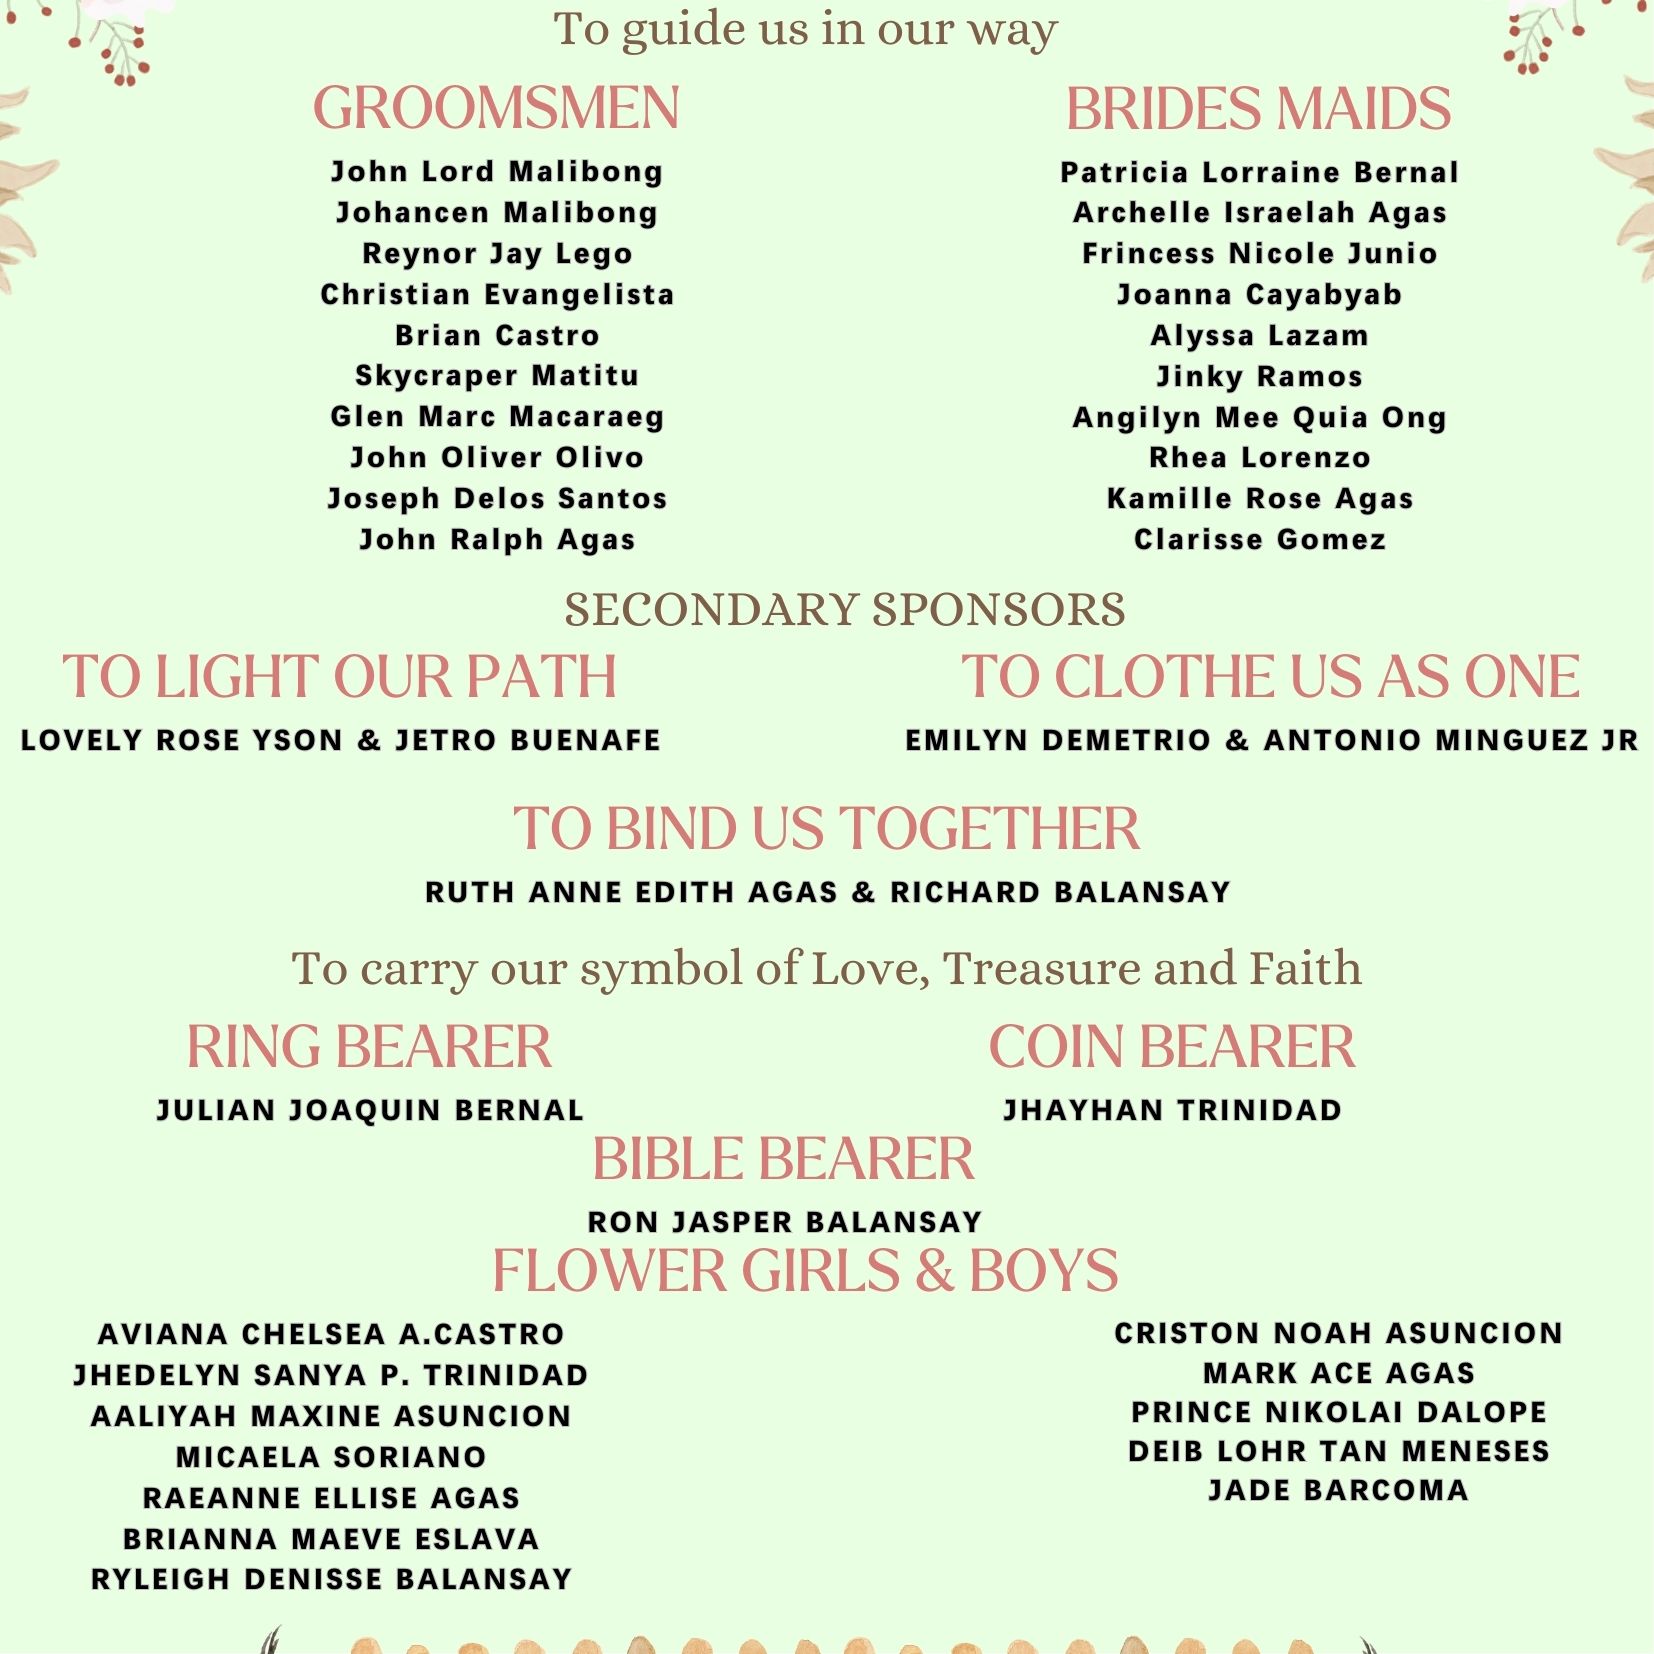 To guide us in our way
GROOMSMEN
John Lord Malibong
Johancen Malibong
Reynor Jay Lego
Christian Evangelista
Brian Castro
Skycraper Matitu
Glen Marc Macaraeg
John Oliver Olivo
Joseph Delos Santos
John Ralph Agas
BRIDES MAIDS
Patricia Lorraine Bernal
Archelle Israelah Agas
Frincess Nicole Junio
Joanna Cayabyab
Alyssa Lazam
Jinky Ramos
Angilyn Mee Quia Ong
Rhea Lorenzo
Kamille Rose Agas
Clarisse Gomez
SECONDARY SPONSORS
TO LIGHT OUR PATH
LOVELY ROSE YSON & JETRO BUENAFE
TO CLOTHE US AS ONE
EMILYN DEMETRIO & ANTONIO MINGUEZ JR
TO BIND US TOGETHER
RUTH ANNE EDITH AGAS & RICHARD BALANSAY
To carry our symbol of Love, Treasure and Faith
RING BEARER
JULIAN JOAQUIN BERNAL
COIN BEARER
JHAYHAN TRINIDAD
BIBLE BEARER
RON JASPER BALANSAY
FLOWER GIRLS & BOYS
AVIANA CHELSEA A.CASTRO
JHEDELYN SANYA P. TRINIDAD
AALIYAH MAXINE ASUNCION
MICAELA SORIANO
RAEANNE ELLISE AGAS
BRIANNA MAEVE ESLAVA
RYLEIGH DENISSE BALANSAY
CRISTON NOAH ASUNCION
MARK ACE AGAS
PRINCE NIKOLAI DALOPE
DEIB LOHR TAN MENESES
JADE BARCOMA